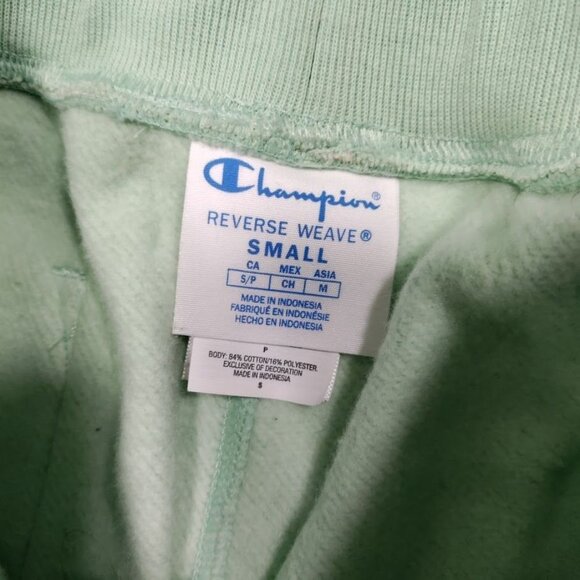 Champion®
REVERSE WEAVE®
SMALL
CA MEX ASIA
S/P CH M
MADE IN INDONESIA
FABRIQUÉ EN INDONÉSIE
HECHO EN INDONESIA
P
BODY: 84% COTTON/16% POLYESTER
EXCLUSIVE OF DECORATION
MADE IN INDONESIA
S